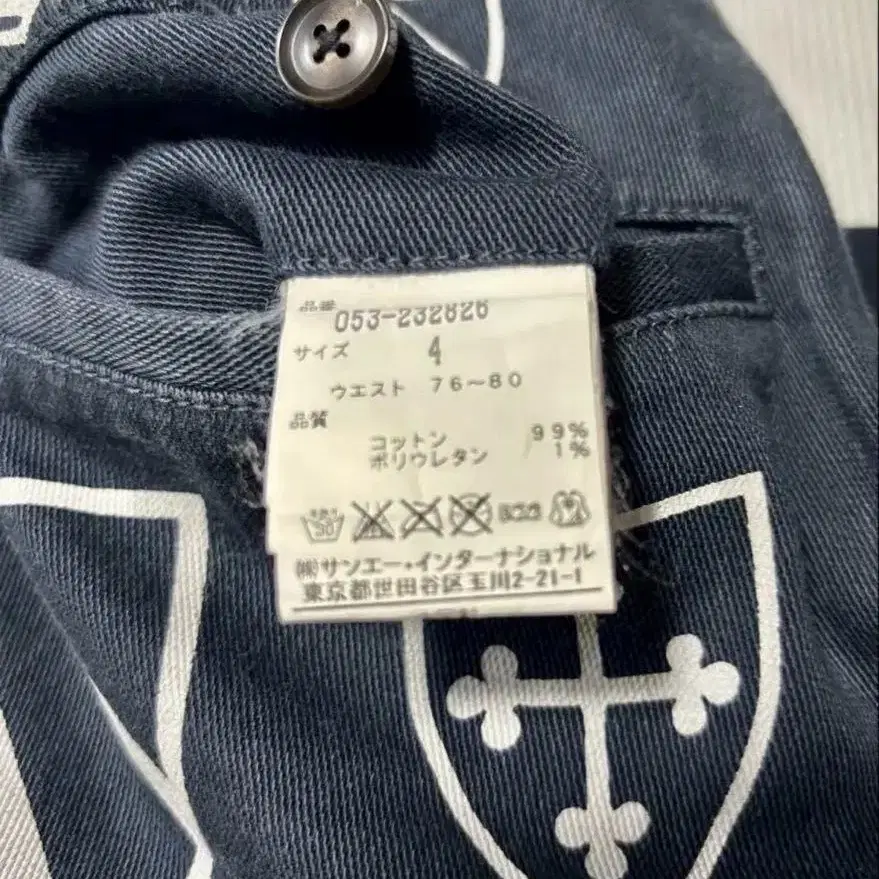 品番 053-232826
サイズ 4
ウエスト 76~80
品質
コットン 99%
ポリウレタン 1%
30
㈱サンエー・インターナショナル
東京都世田谷区玉川2-21-1